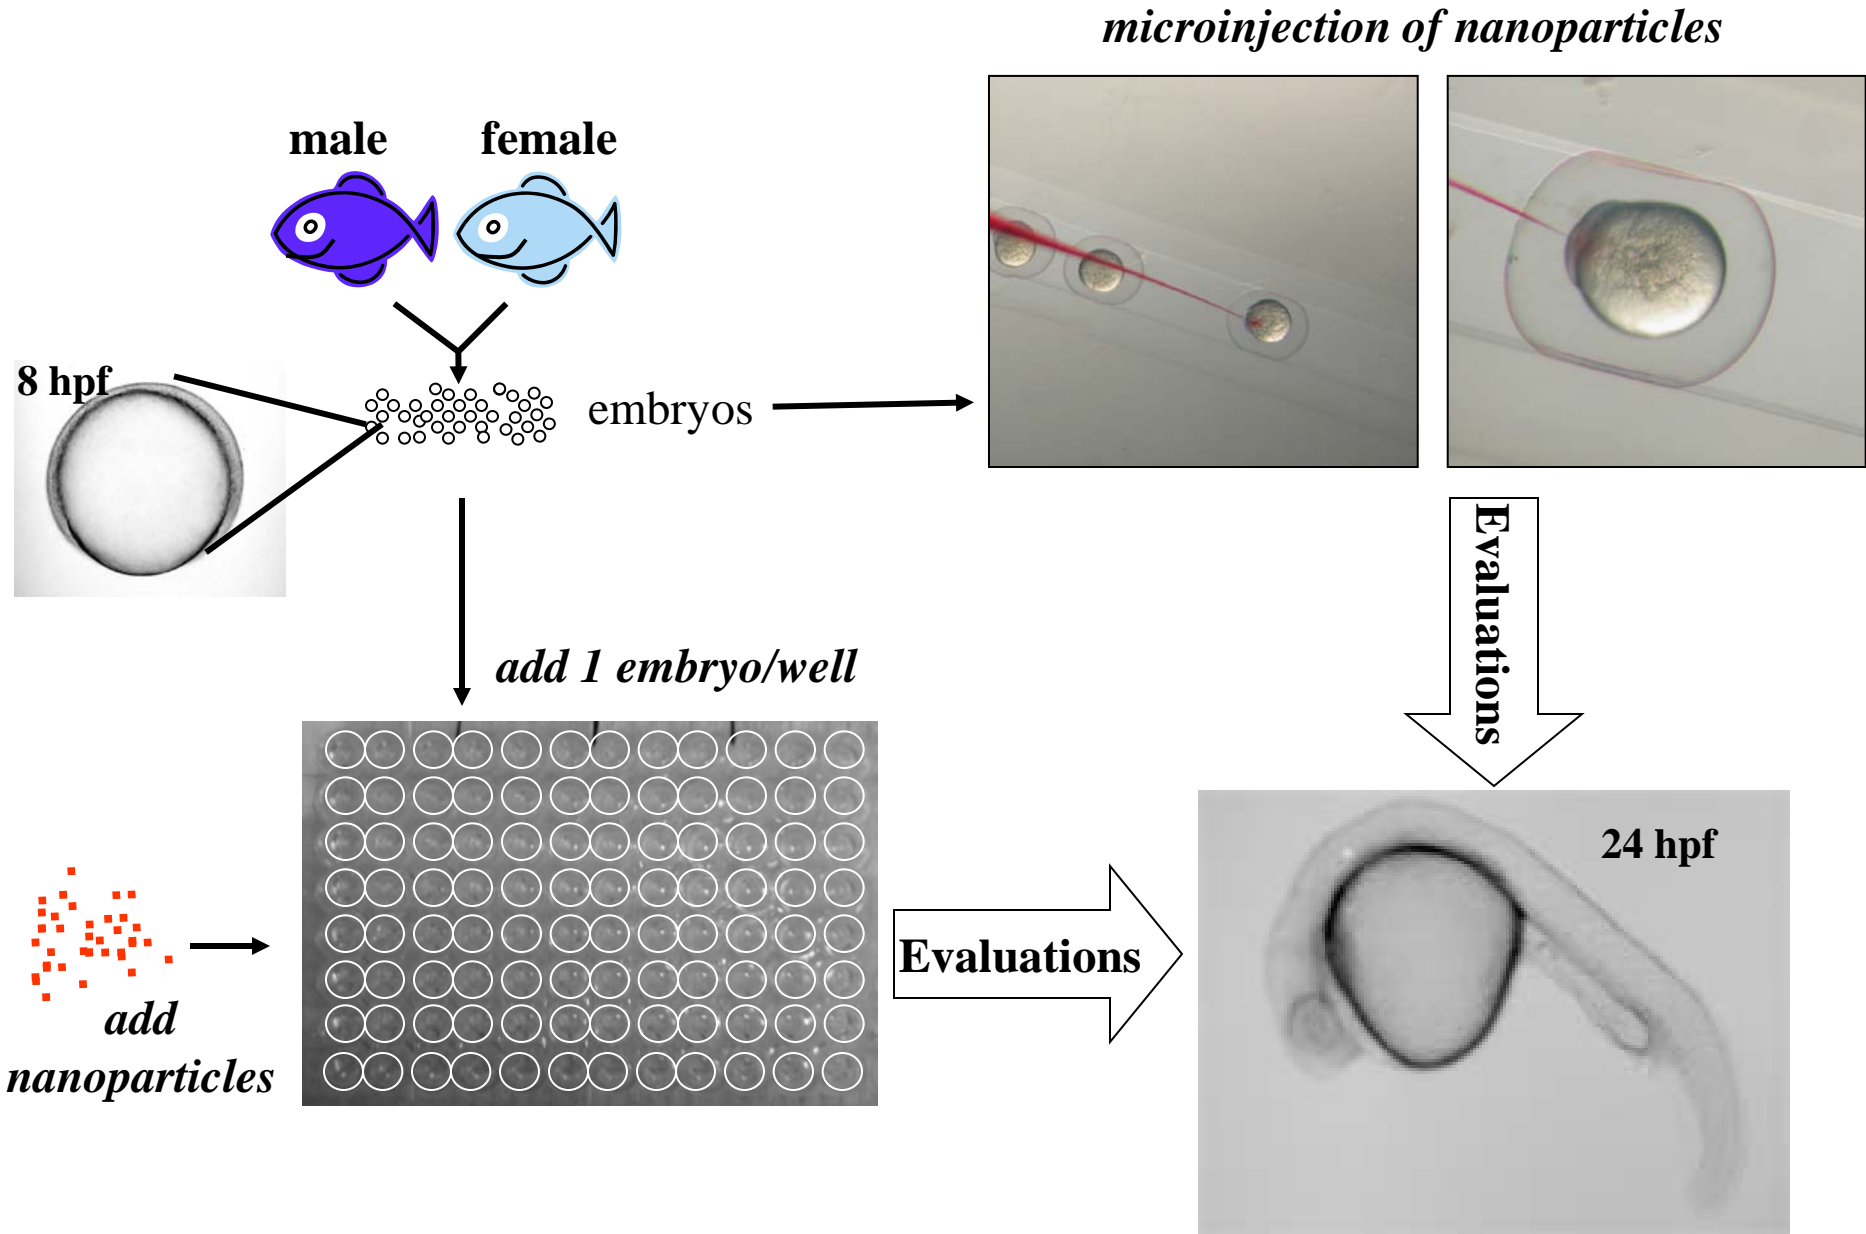 microinjection of nanoparticles
male
female
8 hpf
embryos
Evaluations
add 1 embryo/well
24 hpf
Evaluations
add
nanoparticles